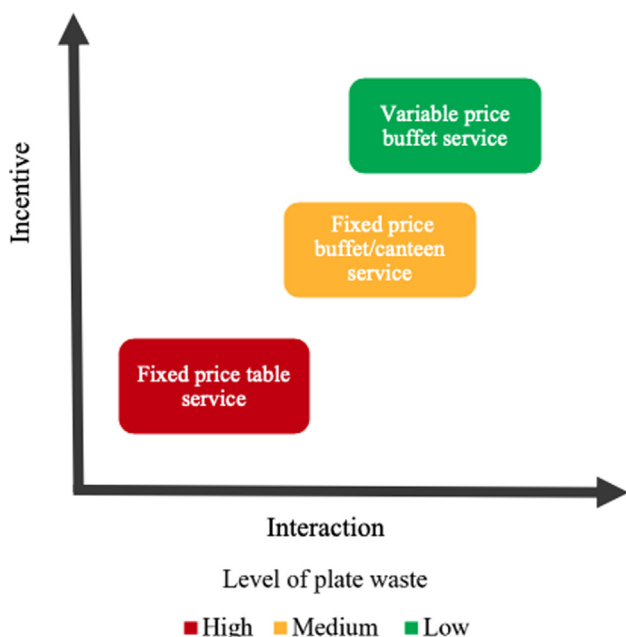 Incentive
Variable price
buffet service
Fixed price
buffet/canteen
service
Fixed price table
service
Interaction
Level of plate waste
High Medium Low